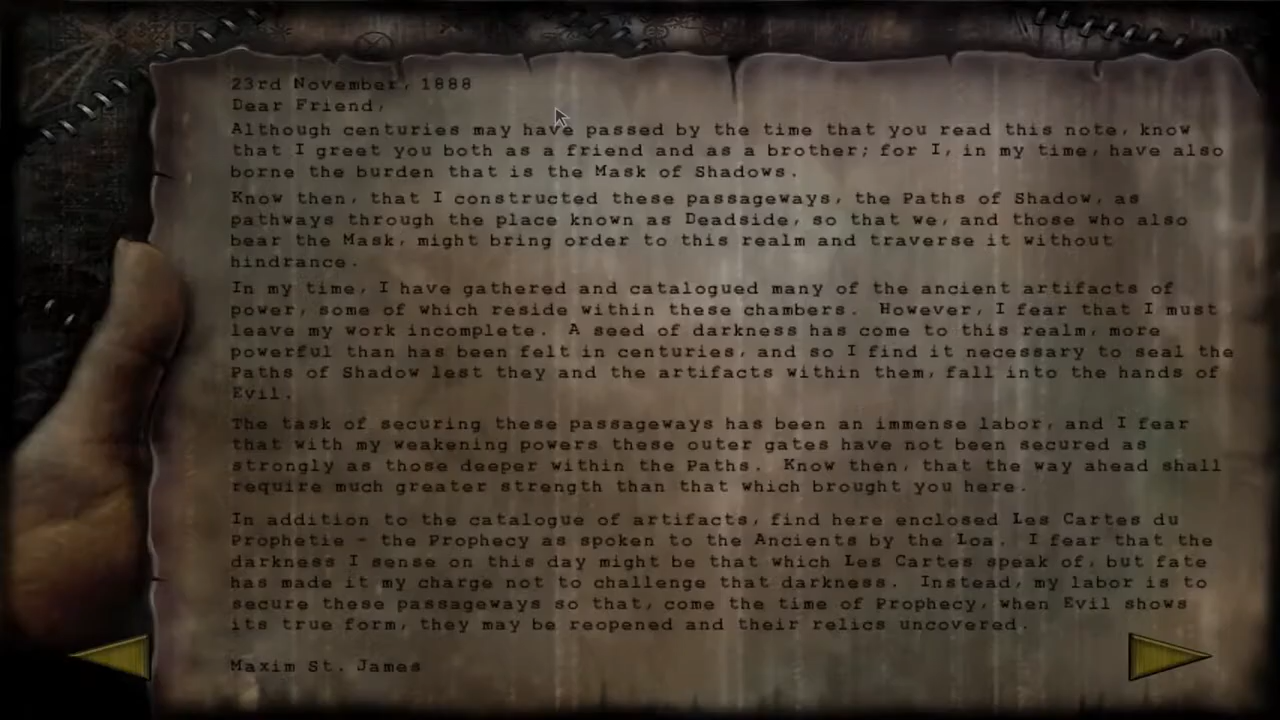 23rd November, 1888
Dear Friend,
Although centuries may have passed by the time that you read this note, know
that I greet you both as a friend and as a brother; for I, in my time, have also
borne the burden that is the Mask of Shadows.
Know then, that I constructed these passageways, the Paths of Shadow, as
pathways through the place known as Deadside, so that we, and those who also
bear the Mask, might bring order to this realm and traverse it without
hindrance.
In my time, I have gathered and catalogued many of the ancient artifacts of
power, some of which reside within these chambers. However, I fear that I must
leave my work incomplete. A seed of darkness has come to this realm, more
powerful than has been felt in centuries, and so I find it necessary to seal the
Paths of Shadow lest they and the artifacts within them, fall into the hands of
Evil.
The task of securing these passageways has been an immense labor, and I fear
that with my weakening powers these outer gates have not been secured as
strongly as those deeper within the Paths. Know then, that the way ahead shall
require much greater strength than that which brought you here.
In addition to the catalogue of artifacts, find here enclosed Les Cartes du
Prophetie - the Prophecy as spoken to the Ancients by the Loa. I fear that the
darkness I sense on this day might be that which Les Cartes speak of, but fate
has made it my charge not to challenge that darkness. Instead, my labor is to
secure these passageways so that, come the time of Prophecy, when Evil shows
its true form, they may be reopened and their relics uncovered.
Maxim St. James